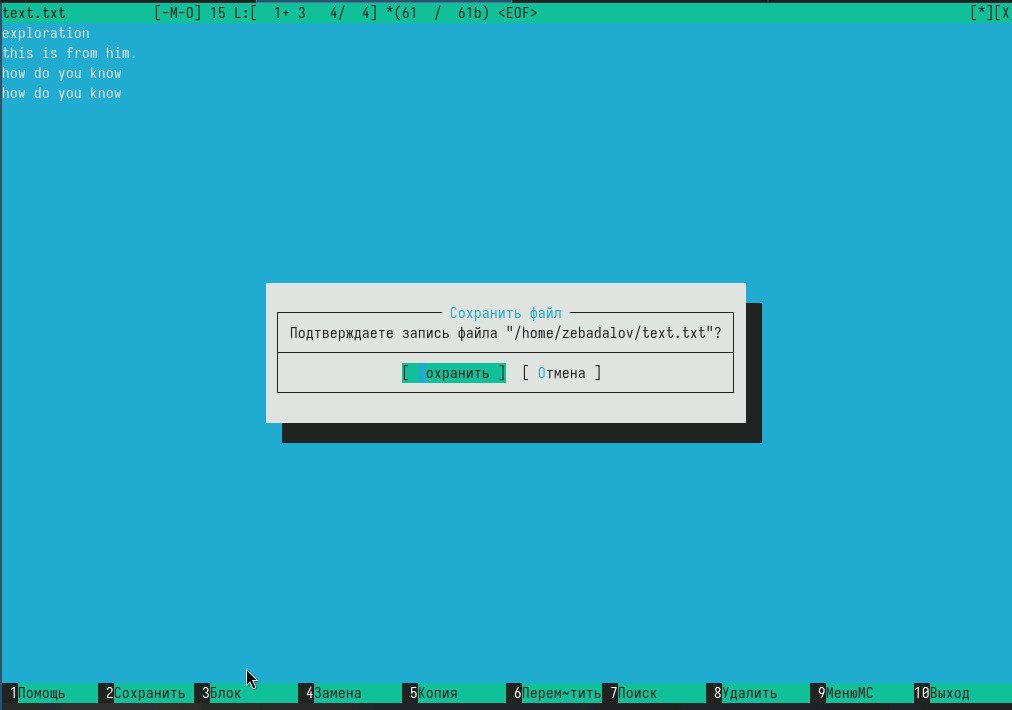 text.txt [-M-O] 15 L:[ 1+ 3 4/ 4] *(61 / 61b) <EOF> [*][X
exploration
this is from him.
how do you know
how do you know
Сохранить файл
Подтверждаете запись файла "/home/zebadalov/text.txt"?
[ Сохранить ] [ Отмена ]
1Помощь 2Сохранить 3Блок 4Замена 5Копия 6Перем~тить 7Поиск 8Удалить 9МенюMC 10Выход